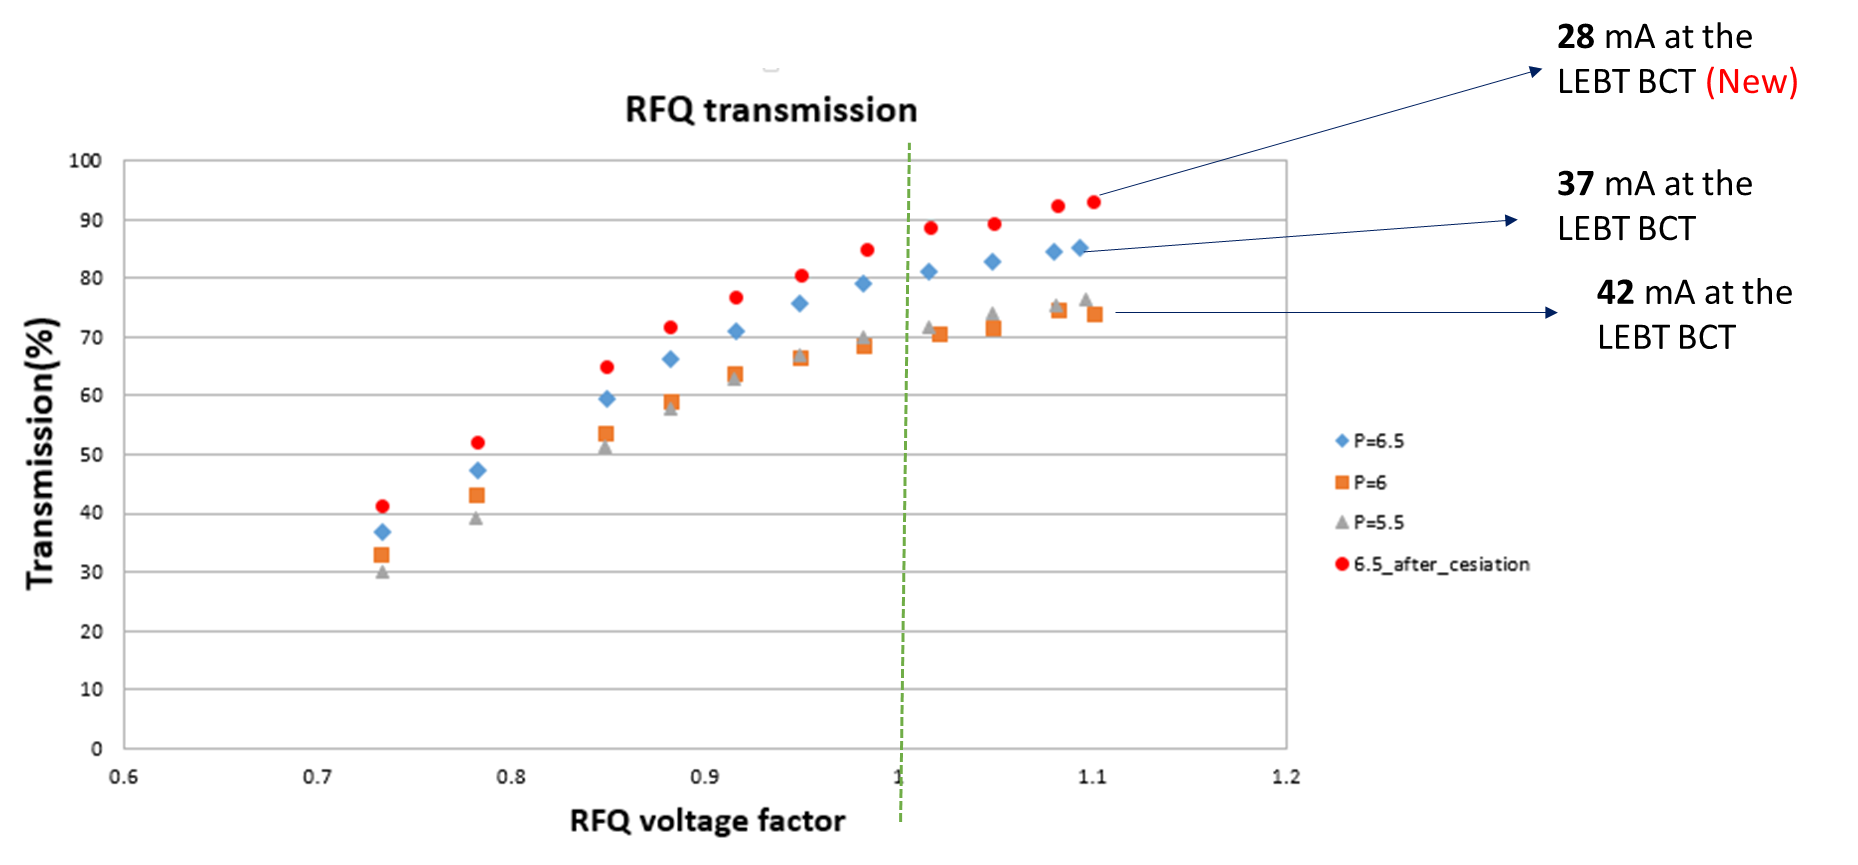 28 mA at the
LEBT BCT (New)
RFQ transmission
37 mA at the
LEBT BCT
42 mA at the
LEBT BCT
Transmission(%)
100
90
80
70
60
50
40
30
20
10
0
0.6 0.7 0.8 0.9 1 1.1 1.2
RFQ voltage factor
P=6.5
P=6
P=5.5
6.5_after_cesiation